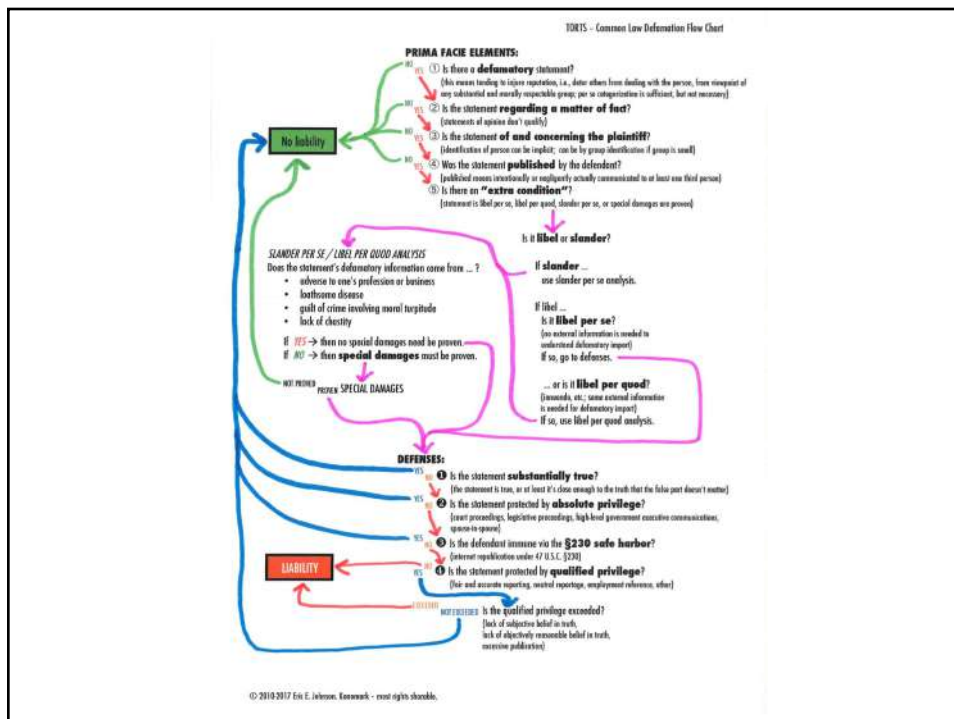 TORTS – Common Law Defamation Flow Chart
PRIMA FACIE ELEMENTS:
NO YES ① Is there a defamatory statement?
(this means tending to injure reputation, i.e., deter others from dealing with the person, from viewpoint of
any substantial and morally respectable group; per se categorization is sufficient, but not necessary)
NO YES ② Is the statement regarding a matter of fact?
(statements of opinion don't qualify)
NO YES ③ Is the statement of and concerning the plaintiff?
(identification of person can be implicit; can be by group identification if group is small)
NO YES ④ Was the statement published by the defendant?
(published means intentionally or negligently actually communicated to at least one third person)
⑤ Is there an "extra condition"?
(statement is libel per se, libel per quod, slander per se, or special damages are proven)
No liability
Is it libel or slander?
If slander ...
use slander per se analysis.
If libel ...
Is it libel per se?
(no external information is needed to
understand defamatory import)
If so, go to defenses.
... or is it libel per quod?
(innuendo, etc.; some external information
is needed for defamatory import)
If so, use libel per quod analysis.
SLANDER PER SE / LIBEL PER QUOD ANALYSIS
Does the statement's defamatory information come from ... ?
• adverse to one's profession or business
• loathsome disease
• guilt of crime involving moral turpitude
• lack of chastity
If YES → then no special damages need be proven.
If NO → then special damages must be proven.
NOT PROVED PROVEN SPECIAL DAMAGES
DEFENSES:
YES NO ❶ Is the statement substantially true?
(the statement is true, or at least it's close enough to the truth that the false part doesn't matter)
YES NO ❷ Is the statement protected by absolute privilege?
(court proceedings, legislative proceedings, high-level government executive communications,
spouse-to-spouse)
YES NO ❸ Is the defendant immune via the §230 safe harbor?
(internet republication under 47 U.S.C. §230)
LIABILITY
NO YES ❹ Is the statement protected by qualified privilege?
(fair and accurate reporting, neutral reportage, employment reference, other)
EXCEEDED NOT EXCEEDED Is the qualified privilege exceeded?
(lack of subjective belief in truth,
lack of objectively reasonable belief in truth,
excessive publication)
© 2010-2017 Eric E. Johnson. Konomark – most rights sharable.